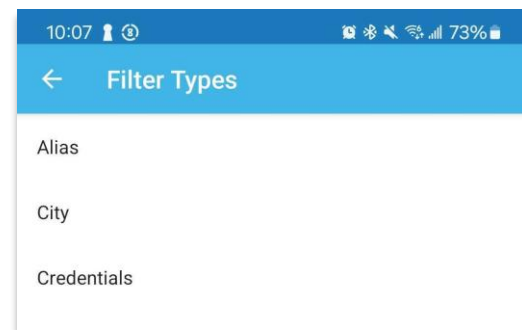 10:07 73%
Filter Types
Alias
City
Credentials